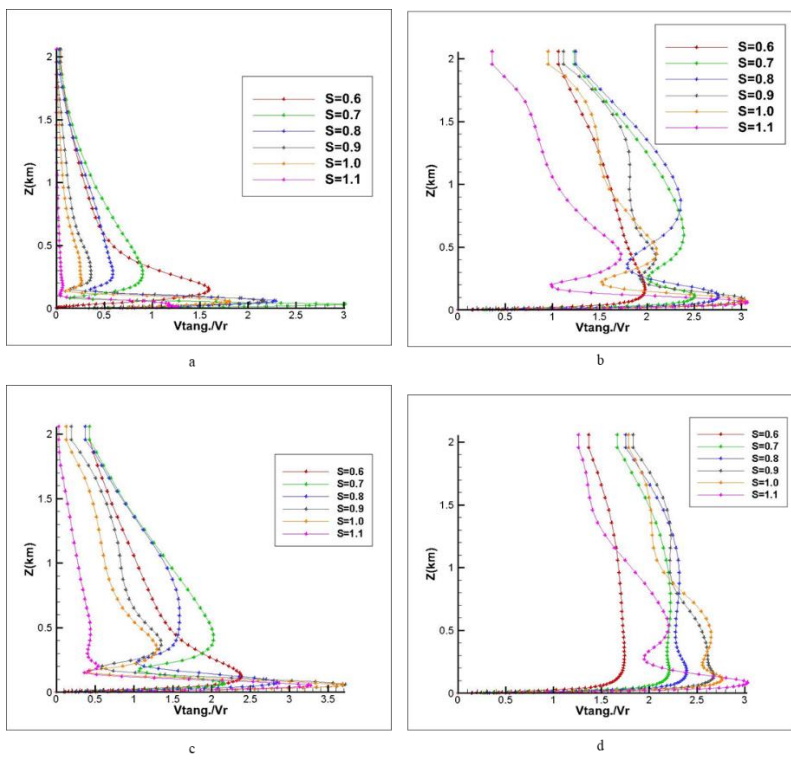 2
1.5
1
0.5
0
Z(km)
0 0.5 1 1.5 2 2.5 3
Vtang./Vr
S=0.6
S=0.7
S=0.8
S=0.9
S=1.0
S=1.1
a
2
1.5
1
0.5
0
Z(km)
0.5 1 1.5 2 2.5 3
Vtang./Vr
S=0.6
S=0.7
S=0.8
S=0.9
S=1.0
S=1.1
b
2
1.5
1
0.5
0
Z(km)
0 0.5 1 1.5 2 2.5 3 3.5
Vtang./Vr
S=0.6
S=0.7
S=0.8
S=0.9
S=1.0
S=1.1
c
2
1.5
1
0.5
0
Z(km)
0.5 1 1.5 2 2.5 3
Vtang./Vr
S=0.6
S=0.7
S=0.8
S=0.9
S=1.0
S=1.1
d